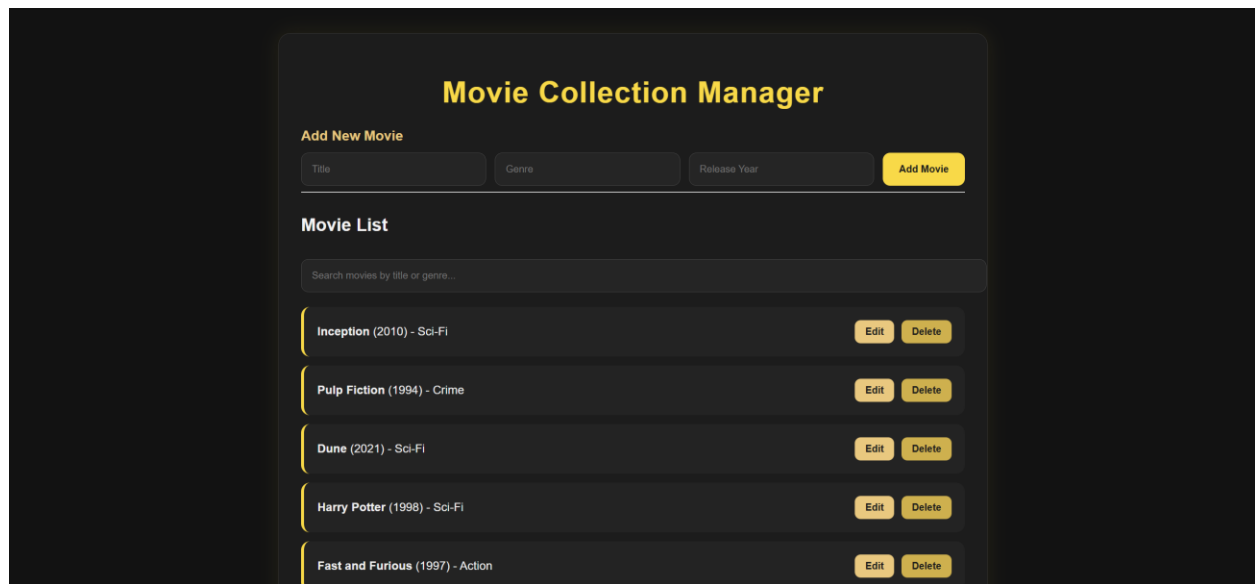 Movie Collection Manager
Add New Movie
Title Genre Release Year Add Movie
Movie List
Search movies by title or genre...
Inception (2010) - Sci-Fi Edit Delete
Pulp Fiction (1994) - Crime Edit Delete
Dune (2021) - Sci-Fi Edit Delete
Harry Potter (1998) - Sci-Fi Edit Delete
Fast and Furious (1997) - Action Edit Delete